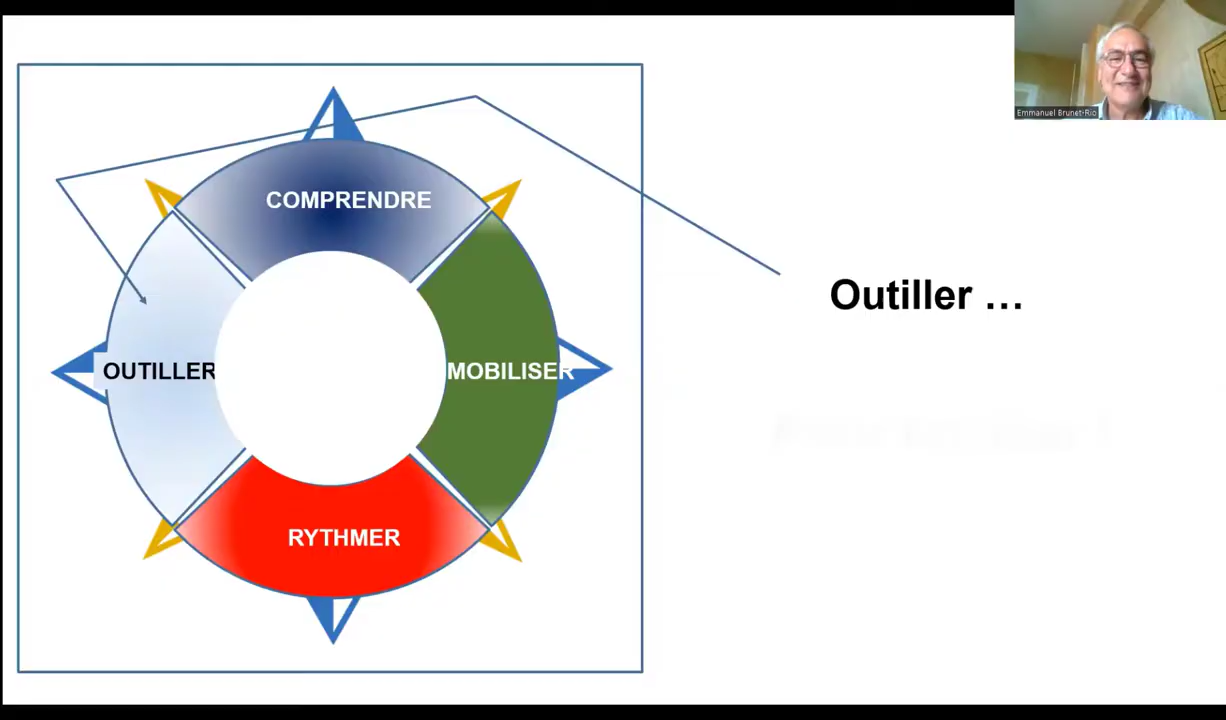 Emmanuel Brunet-Rio
COMPRENDRE
Outiller …
OUTILLER
MOBILISER
RYTHMER